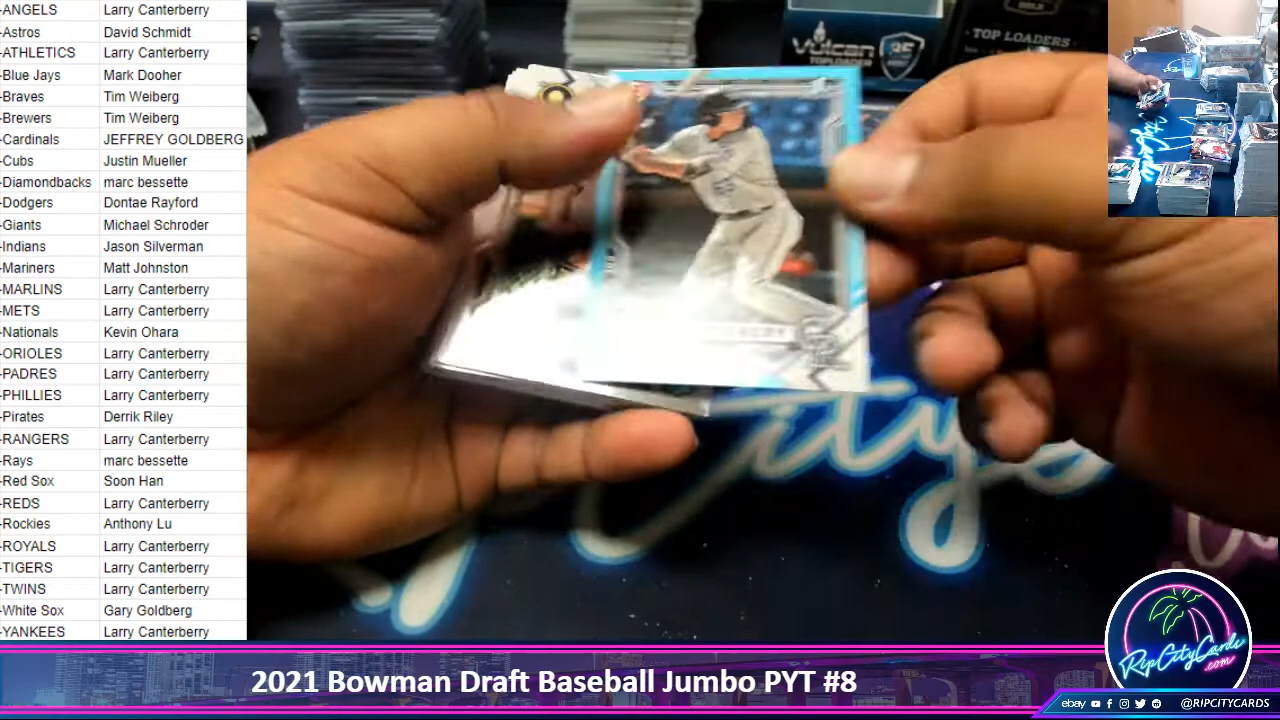 -ANGELS Larry Canterberry
-Astros David Schmidt
-ATHLETICS Larry Canterberry
-Blue Jays Mark Dooher
-Braves Tim Weiberg
-Brewers Tim Weiberg
-Cardinals JEFFREY GOLDBERG
-Cubs Justin Mueller
-Diamondbacks marc bessette
-Dodgers Dontae Rayford
-Giants Michael Schroder
-Indians Jason Silverman
-Mariners Matt Johnston
-MARLINS Larry Canterberry
-METS Larry Canterberry
-Nationals Kevin Ohara
-ORIOLES Larry Canterberry
-PADRES Larry Canterberry
-PHILLIES Larry Canterberry
-Pirates Derrik Riley
-RANGERS Larry Canterberry
-Rays marc bessette
-Red Sox Soon Han
-REDS Larry Canterberry
-Rockies Anthony Lu
-ROYALS Larry Canterberry
-TIGERS Larry Canterberry
-TWINS Larry Canterberry
-White Sox Gary Goldberg
-YANKEES Larry Canterberry
Vulcan
TOPLOADER
35
TOP LOADERS
City
2021 Bowman Draft Baseball Jumbo PYT #8
RipCityCards
.com
ebay @RIPCITYCARDS